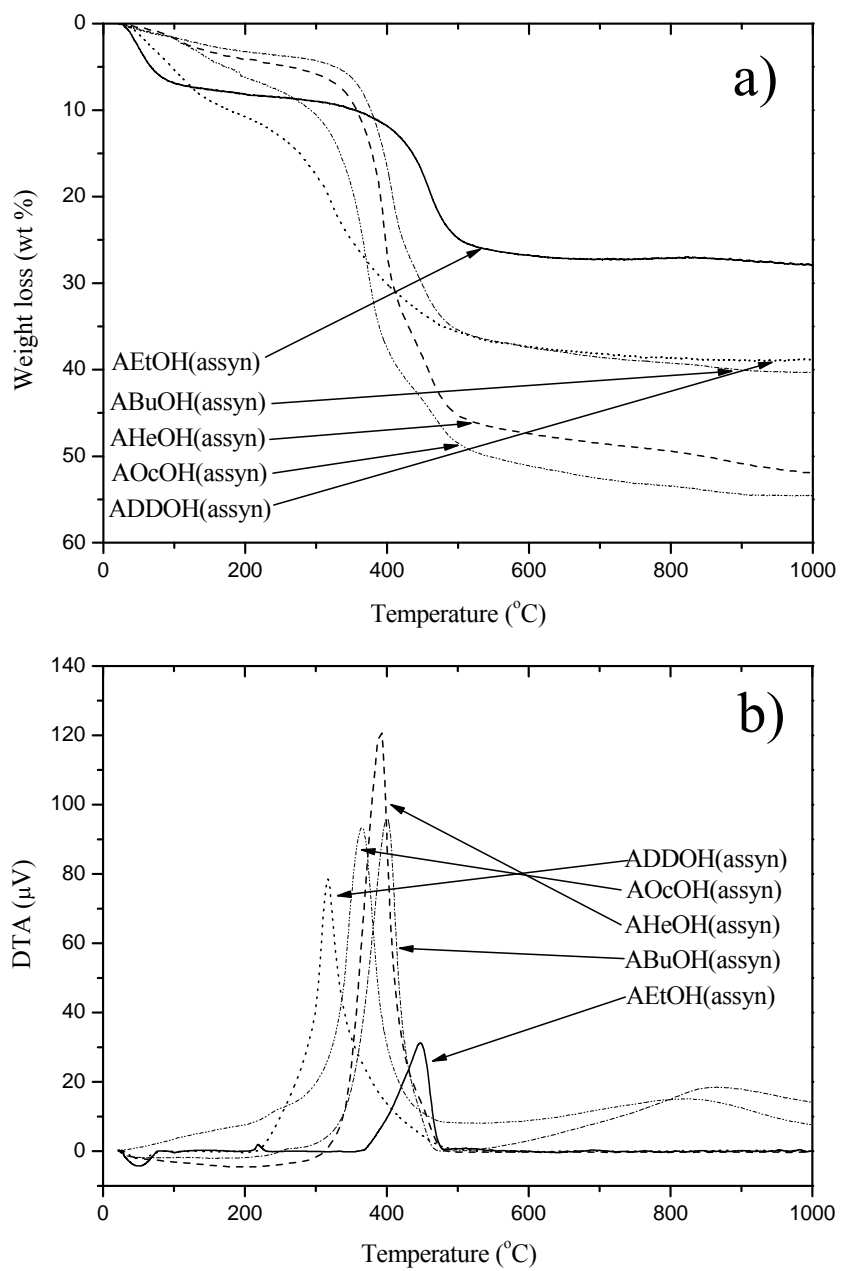 a)
0
10
20
30
40
50
60
Weight loss (wt %)
AEtOH(assyn)
ABuOH(assyn)
AHeOH(assyn)
AOcOH(assyn)
ADDOH(assyn)
0 200 400 600 800 1000
Temperature (°C)
b)
140
120
100
80
60
40
20
0
DTA (µV)
ADDOH(assyn)
AOcOH(assyn)
AHeOH(assyn)
ABuOH(assyn)
AEtOH(assyn)
0 200 400 600 800 1000
Temperature (°C)